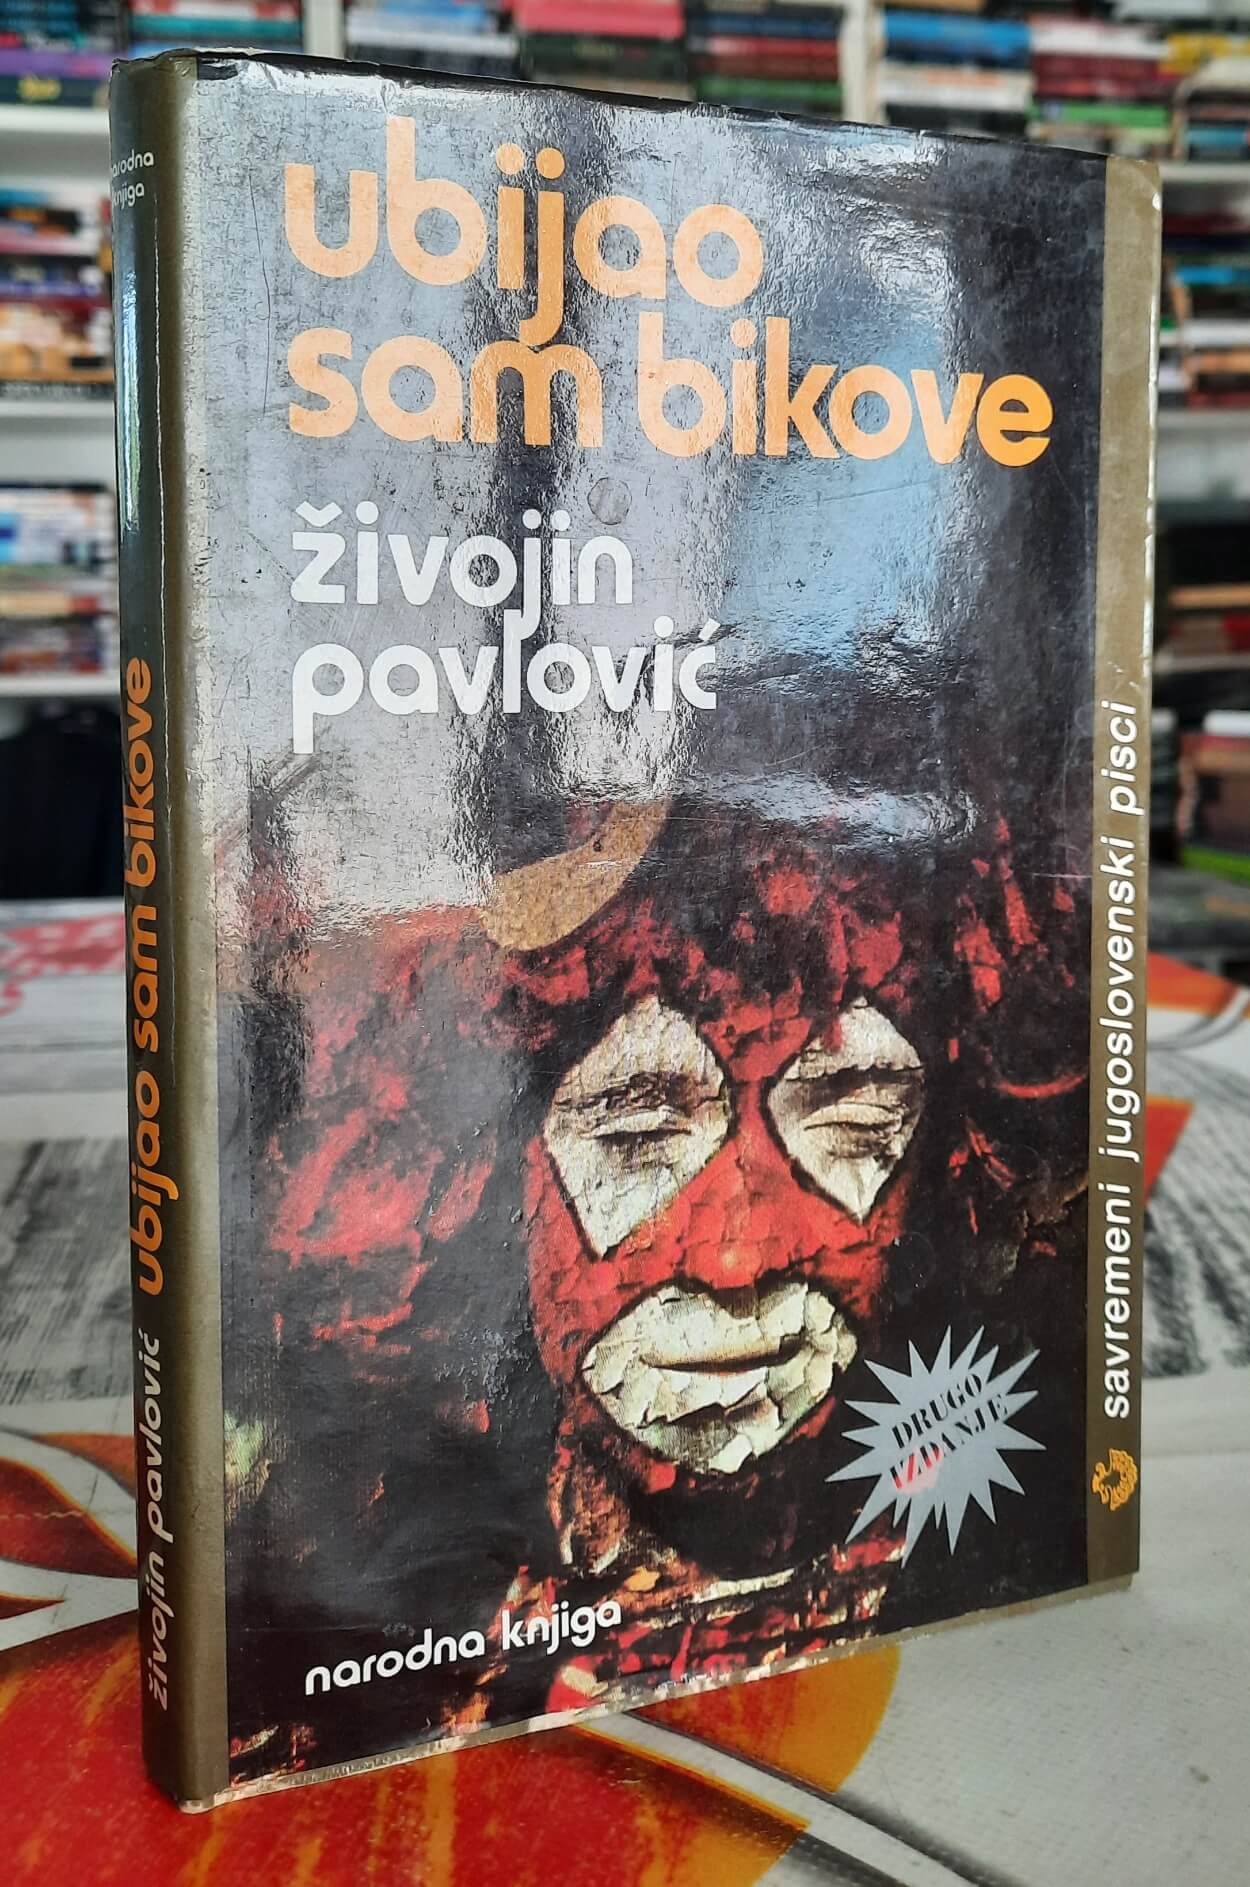 ubijao
sam bikove
živojin
pavlović
savremeni jugoslovenski pisci
DRUGO
IZDANJE
narodna knjiga
narodna
knjiga
živojin pavlović ubijao sam bikove